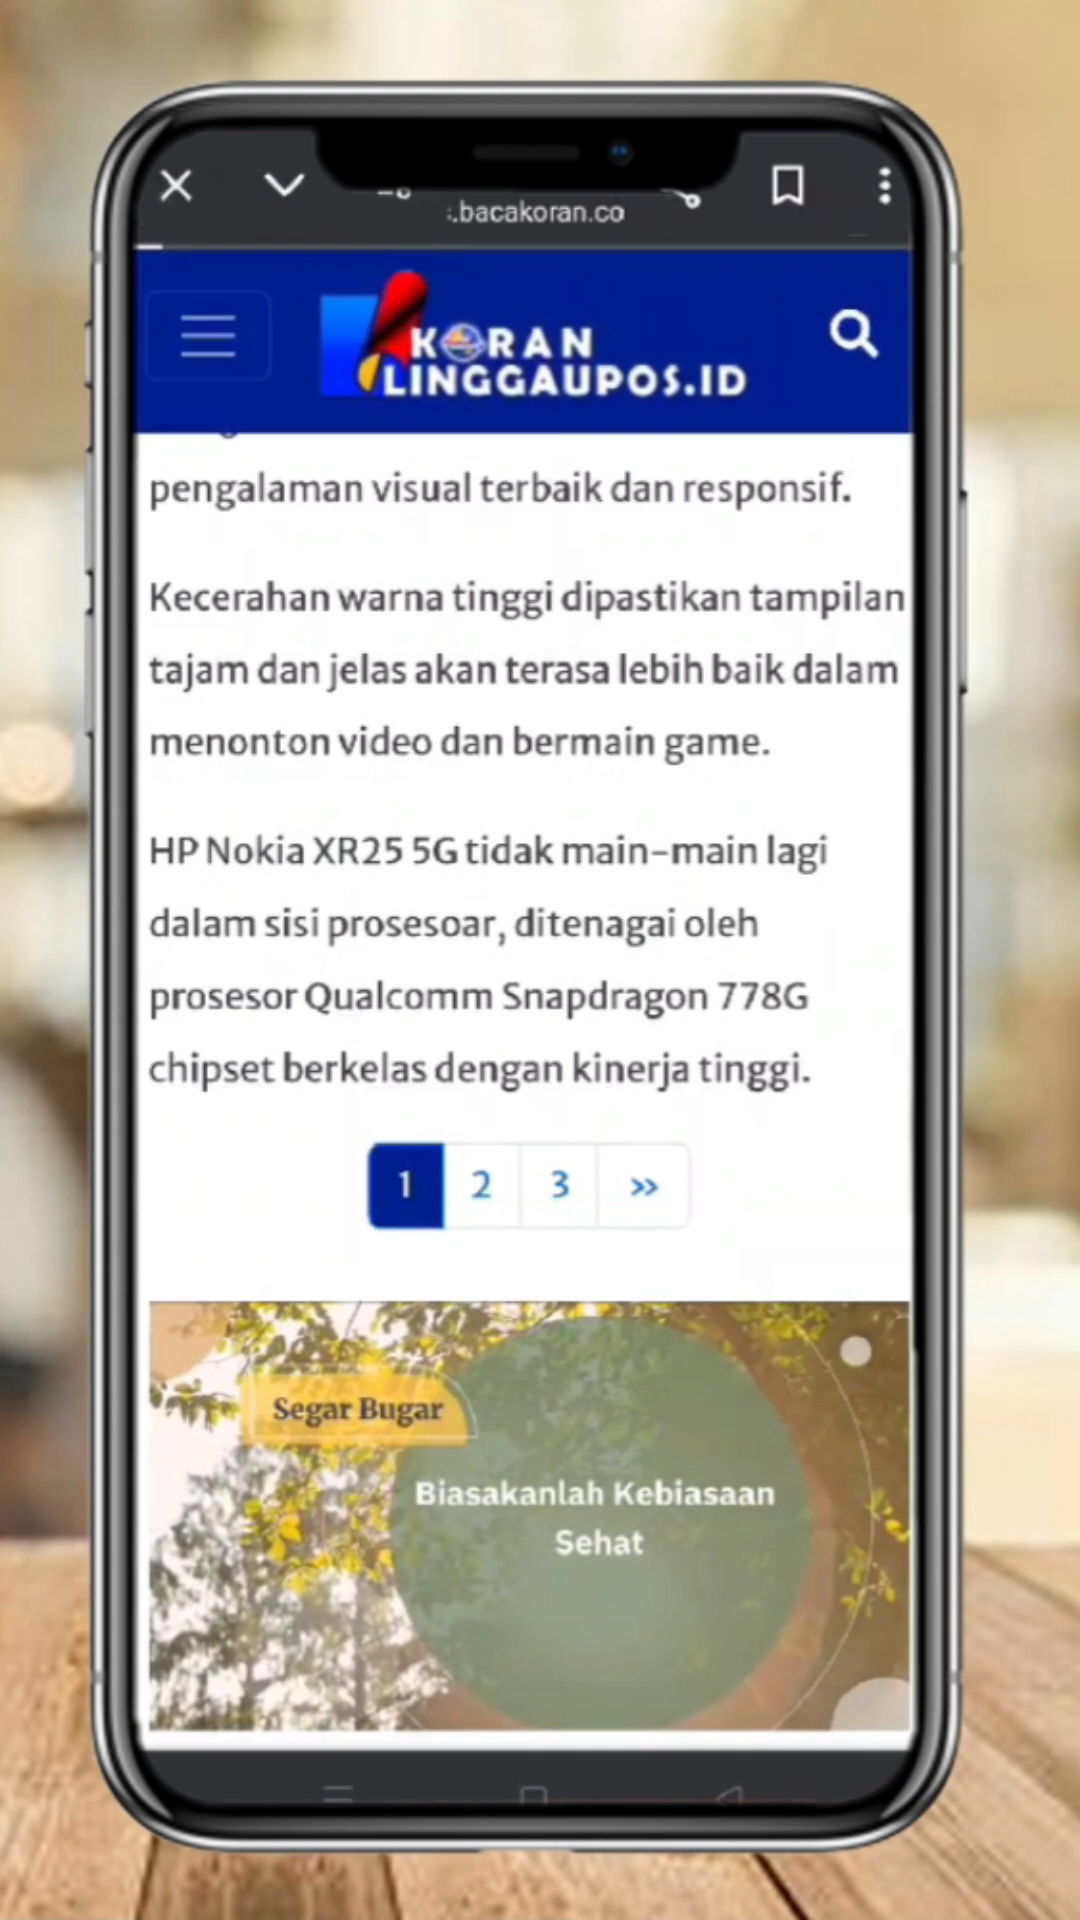 .bacakoran.co
KORAN
LINGGAUPOS.ID
pengalaman visual terbaik dan responsif.
Kecerahan warna tinggi dipastikan tampilan
tajam dan jelas akan terasa lebih baik dalam
menonton video dan bermain game.
HP Nokia XR25 5G tidak main-main lagi
dalam sisi prosesoar, ditenagai oleh
prosesor Qualcomm Snapdragon 778G
chipset berkelas dengan kinerja tinggi.
1 2 3 »
Segar Bugar
Biasakanlah Kebiasaan
Sehat